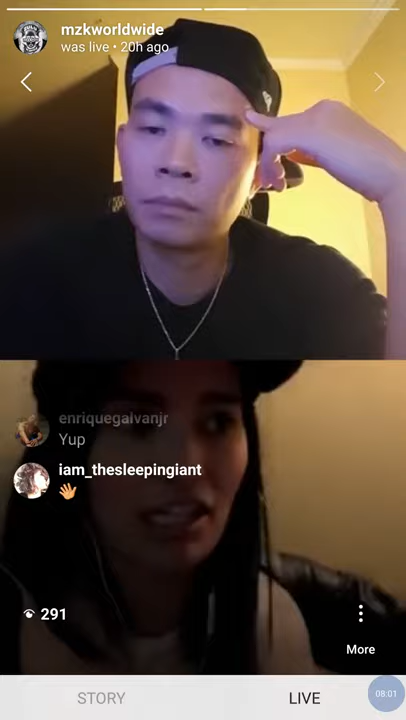 mzkworldwide
was live • 20h ago
enriquegalvanjr
Yup
iam_thesleepingiant
👋
291
More
STORY
LIVE
08:01